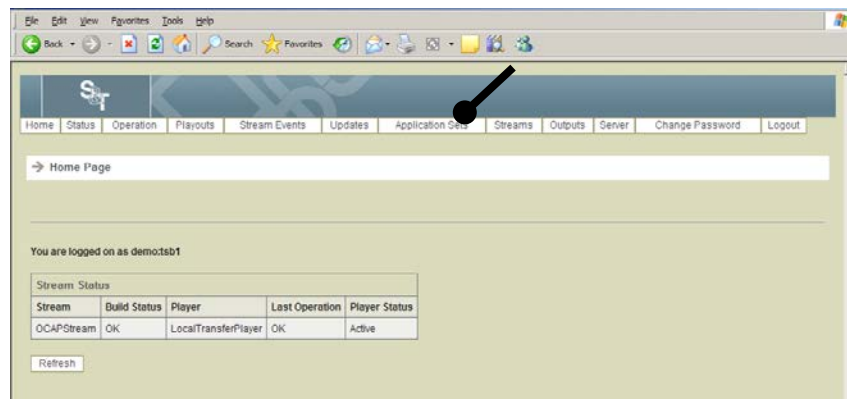 File Edit View Favorites Tools Help
Back Search Favorites
S&T
Home Status Operation Playouts Stream Events Updates Application Sets Streams Outputs Server Change Password Logout
→ Home Page
You are logged on as demo:tsb1
Stream Status
Stream Build Status Player Last Operation Player Status
OCAPStream OK LocalTransferPlayer OK Active
Refresh